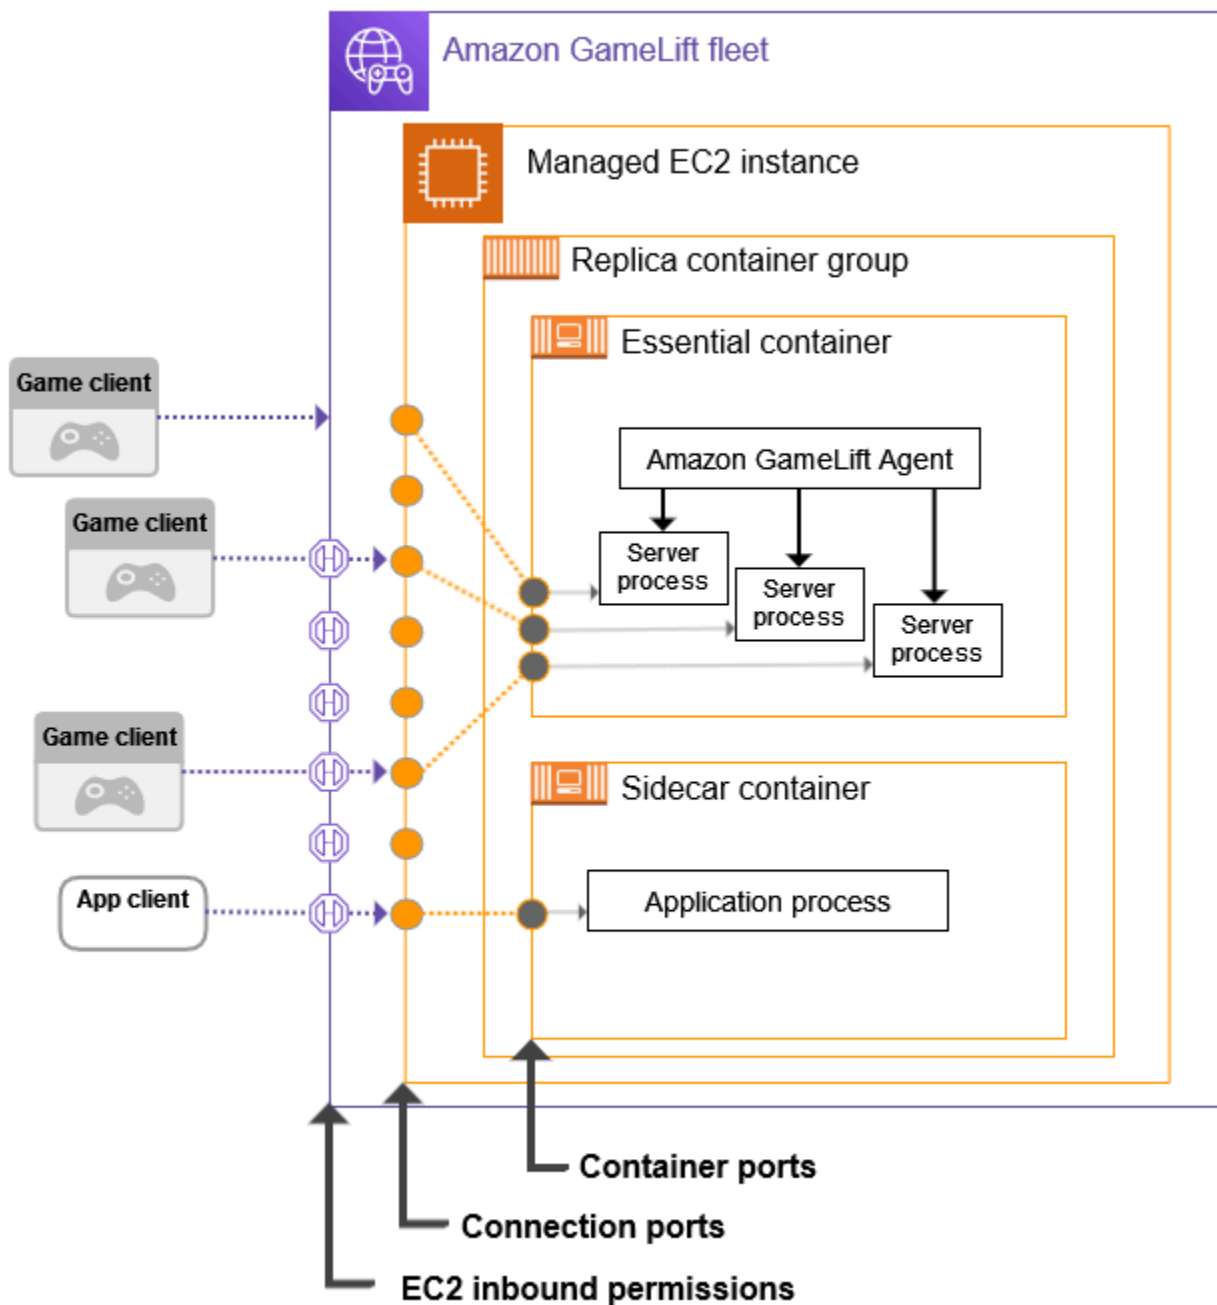 Amazon GameLift fleet
Managed EC2 instance
Replica container group
Essential container
Game client
Amazon GameLift Agent
Game client
Server
process
Server
process
Server
process
Game client
Sidecar container
App client
Application process
Container ports
Connection ports
EC2 inbound permissions